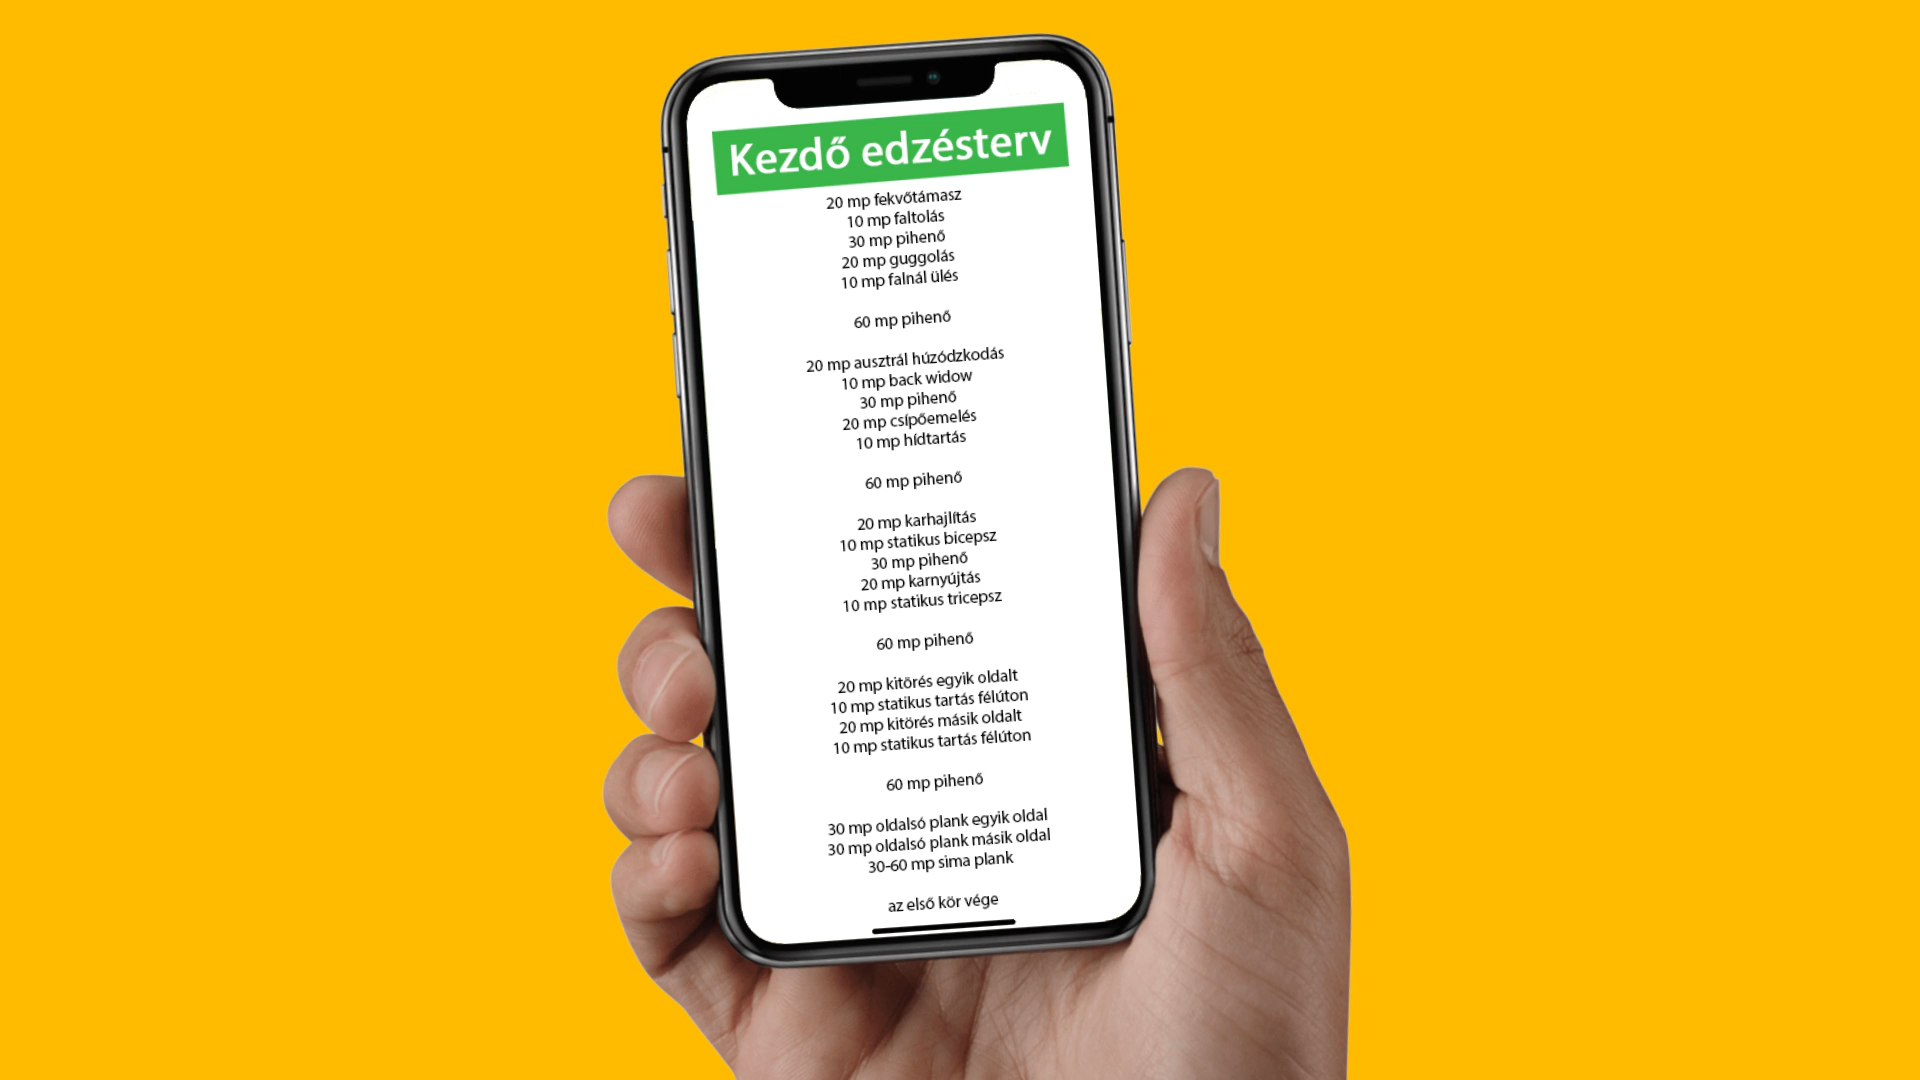 Kezdő edzésterv
20 mp fekvőtámasz
10 mp faltolás
30 mp pihenő
20 mp guggolás
10 mp falnál ülés
60 mp pihenő
20 mp ausztrál húzódzkodás
10 mp back widow
30 mp pihenő
20 mp csípőemelés
10 mp hídtartás
60 mp pihenő
20 mp karhajlítás
10 mp statikus bicepsz
30 mp pihenő
20 mp karnyújtás
10 mp statikus tricepsz
60 mp pihenő
20 mp kitörés egyik oldalt
10 mp statikus tartás félúton
20 mp kitörés másik oldalt
10 mp statikus tartás félúton
60 mp pihenő
30 mp oldalsó plank egyik oldal
30 mp oldalsó plank másik oldal
30-60 mp sima plank
az első kör vége